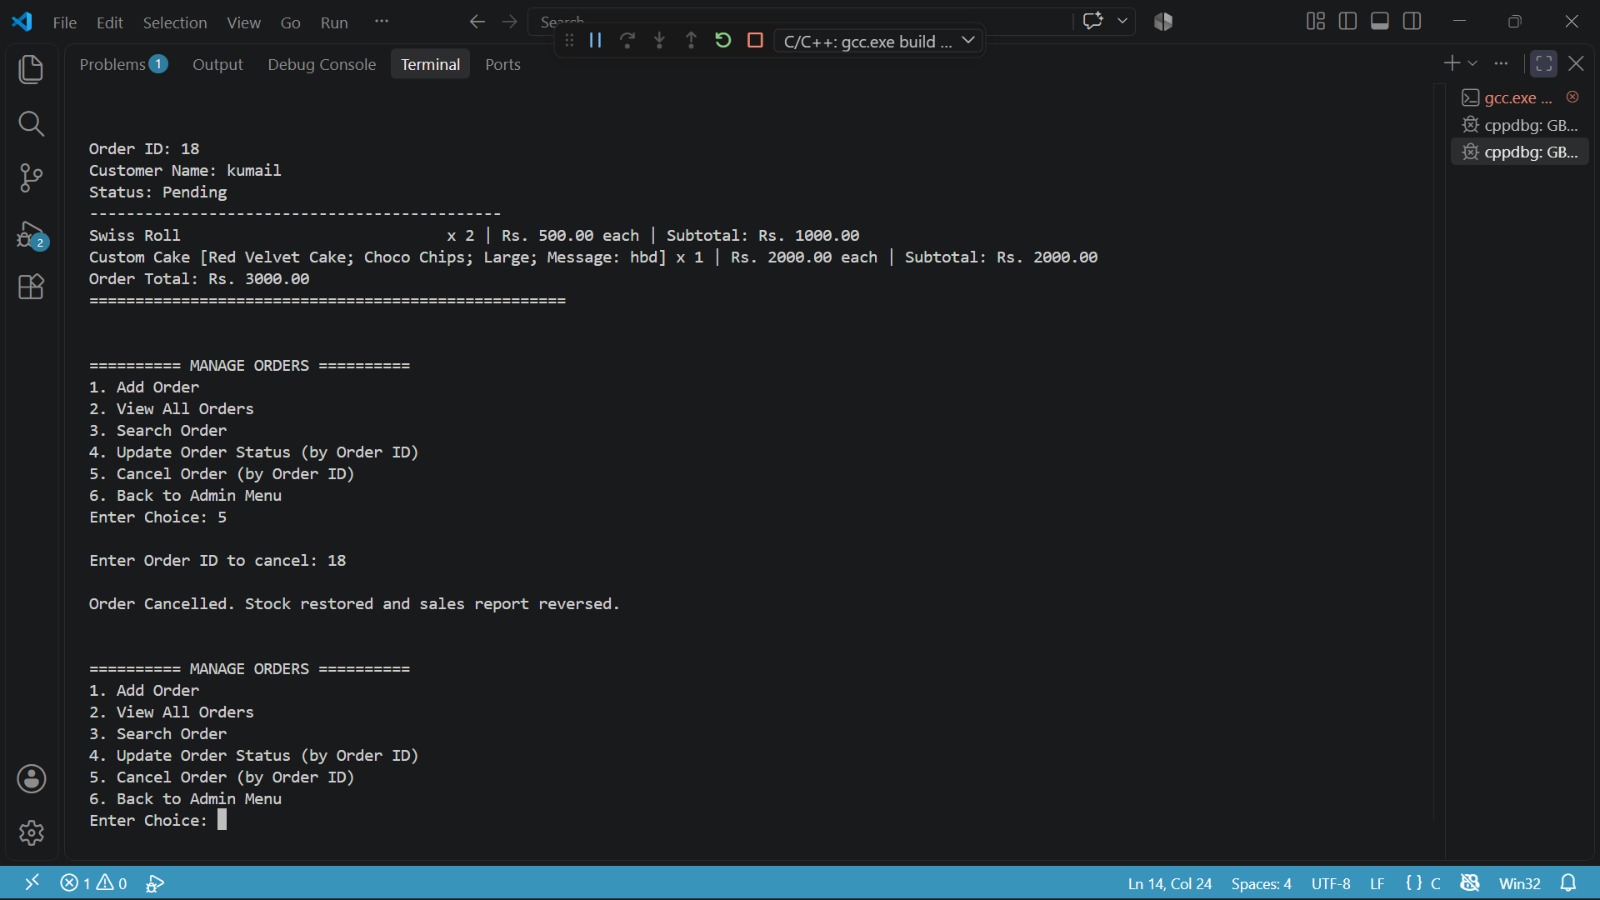 File Edit Selection View Go Run ··· Search
C/C++: gcc.exe build ...
Problems 1 Output Debug Console Terminal Ports
gcc.exe ...
cppdbg: GB...
cppdbg: GB...
2
Order ID: 18
Customer Name: kumail
Status: Pending
---------------------------------------------
Swiss Roll x 2 | Rs. 500.00 each | Subtotal: Rs. 1000.00
Custom Cake [Red Velvet Cake; Choco Chips; Large; Message: hbd] x 1 | Rs. 2000.00 each | Subtotal: Rs. 2000.00
Order Total: Rs. 3000.00
====================================================
========== MANAGE ORDERS ==========
1. Add Order
2. View All Orders
3. Search Order
4. Update Order Status (by Order ID)
5. Cancel Order (by Order ID)
6. Back to Admin Menu
Enter Choice: 5
Enter Order ID to cancel: 18
Order Cancelled. Stock restored and sales report reversed.
========== MANAGE ORDERS ==========
1. Add Order
2. View All Orders
3. Search Order
4. Update Order Status (by Order ID)
5. Cancel Order (by Order ID)
6. Back to Admin Menu
Enter Choice:
1 0 Ln 14, Col 24 Spaces: 4 UTF-8 LF {} C Win32